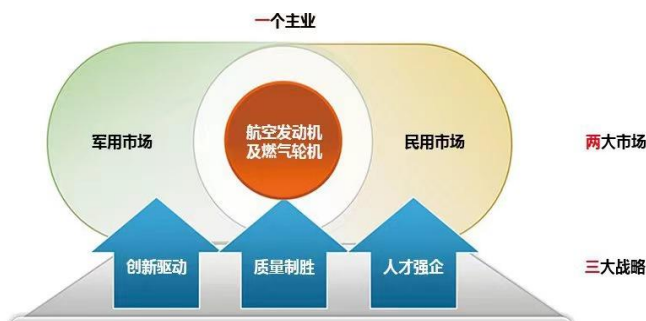 一个主业
军用市场
航空发动机
及燃气轮机
民用市场
两大市场
创新驱动
质量制胜
人才强企
三大战略